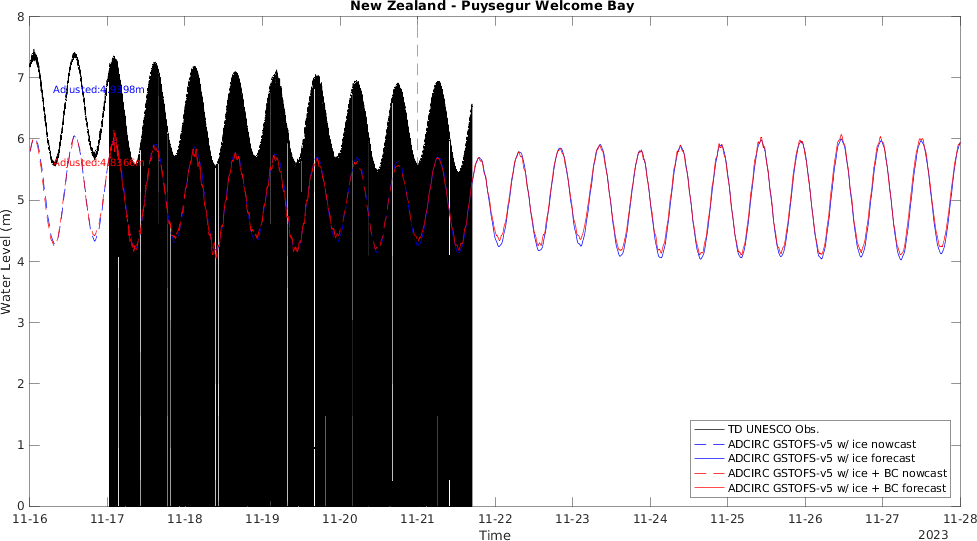 New Zealand - Puysegur Welcome Bay
8
7
6
5
4
3
2
1
0
Water Level (m)
11-16
11-17
11-18
11-19
11-20
11-21
11-22
11-23
11-24
11-25
11-26
11-27
11-28
Time
2023
TD UNESCO Obs.
ADCIRC GSTOFS-v5 w/ ice nowcast
ADCIRC GSTOFS-v5 w/ ice forecast
ADCIRC GSTOFS-v5 w/ ice + BC nowcast
ADCIRC GSTOFS-v5 w/ ice + BC forecast